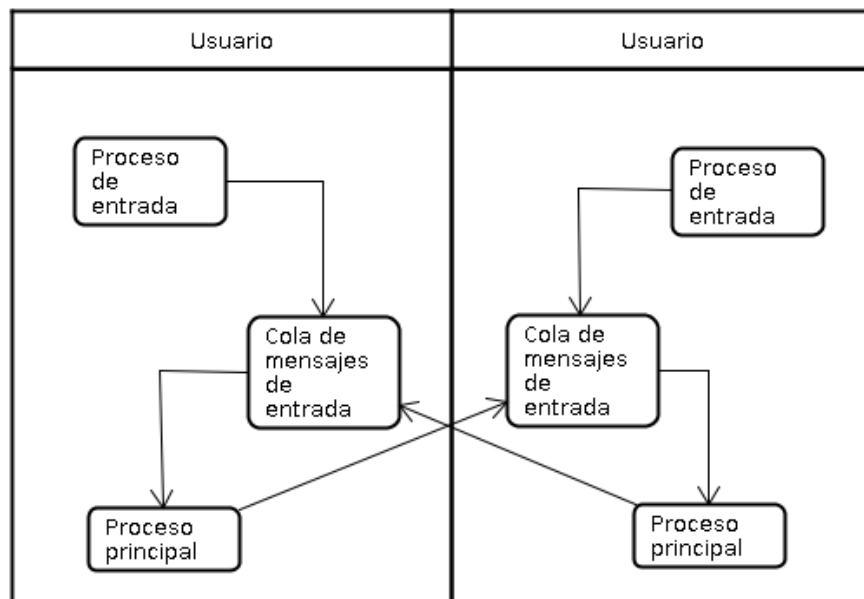 Usuario
Usuario
Proceso
de
entrada
Proceso
de
entrada
Cola de
mensajes
de
entrada
Cola de
mensajes
de
entrada
Proceso
principal
Proceso
principal